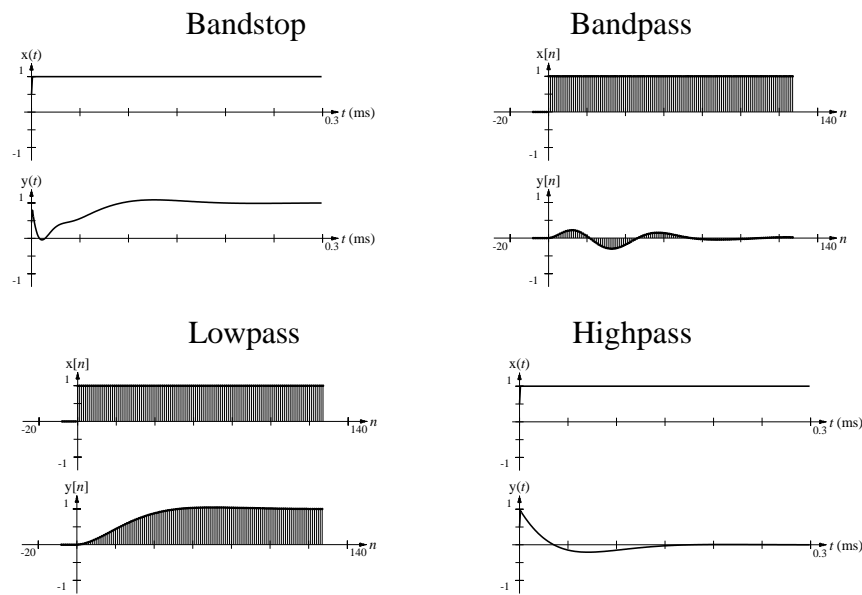 Bandstop
x(t)
1
t (ms)
0.3
-1
y(t)
1
t (ms)
0.3
-1
Bandpass
x[n]
1
-20
140
n
-1
y[n]
1
-20
140
n
-1
Lowpass
x[n]
1
-20
140
n
-1
y[n]
1
-20
140
n
-1
Highpass
x(t)
1
t (ms)
0.3
-1
y(t)
1
t (ms)
0.3
-1